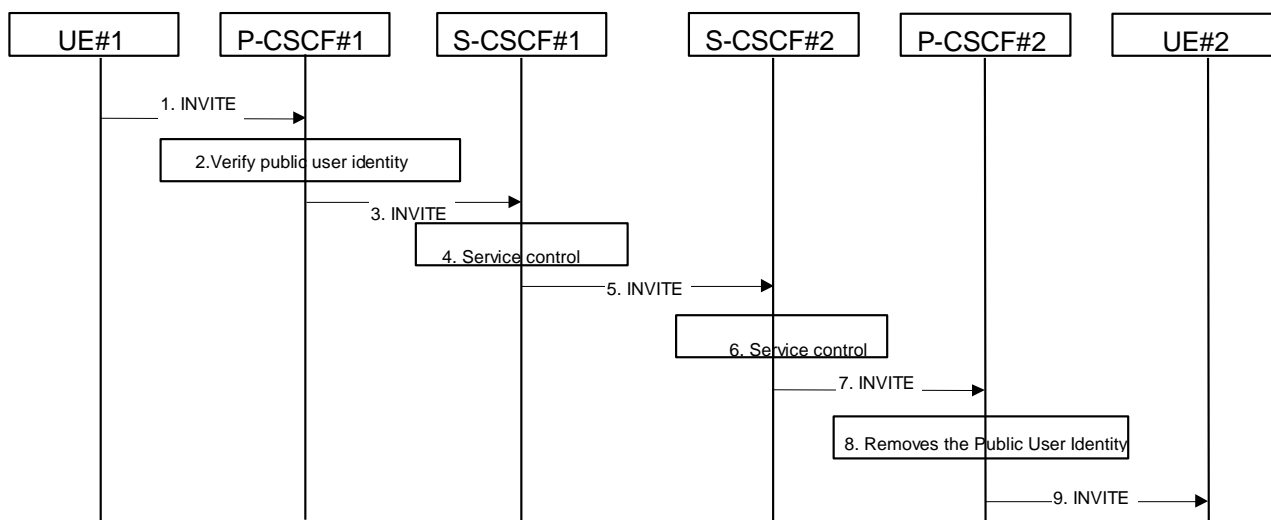 UE#1
P-CSCF#1
S-CSCF#1
S-CSCF#2
P-CSCF#2
UE#2
1. INVITE
2.Verify public user identity
3. INVITE
4. Service control
5. INVITE
6. Service control
7. INVITE
8. Removes the Public User Identity
9. INVITE